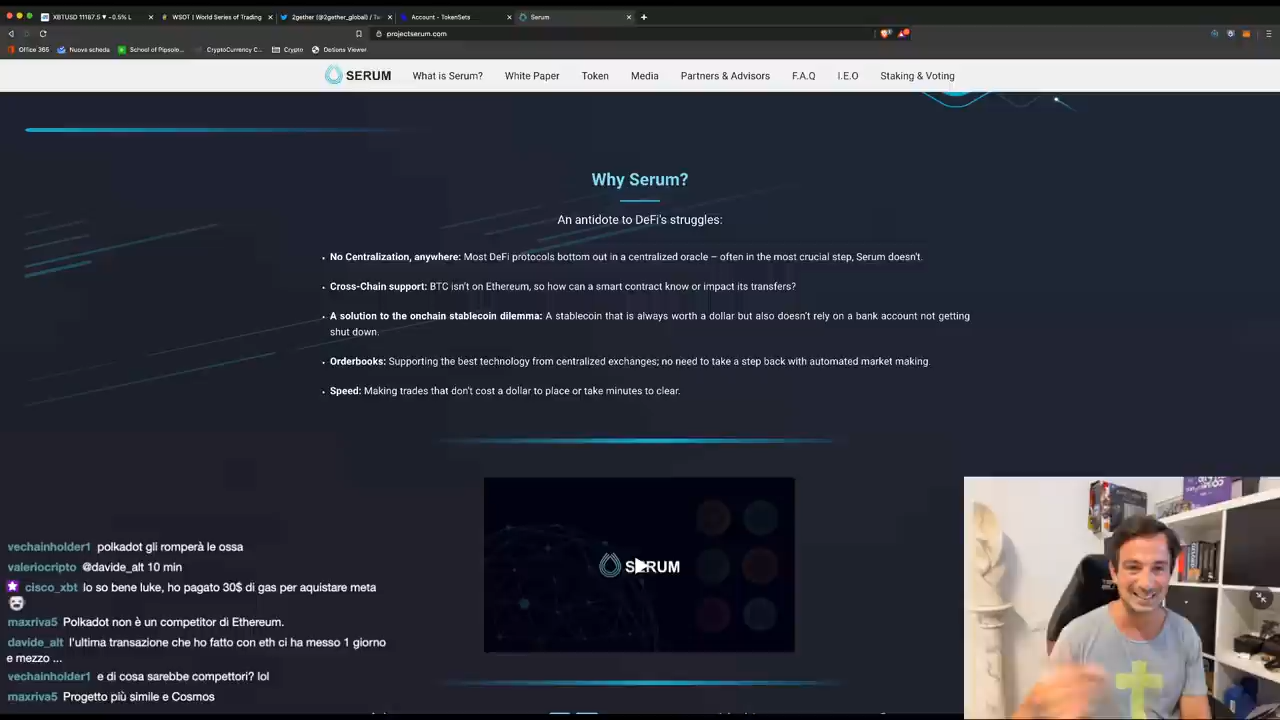 XBTUSD 11187.5 ▼ -0.5% L
WSOT | World Series of Trading
2gether (@2gether_global) / Tw
Account - TokenSets
Serum
projectserum.com
Office 365
Nuove scheda
School of Pipsolo...
CryptoCurrency C...
Crypto
Options Viewer
SERUM
What is Serum?
White Paper
Token
Media
Partners & Advisors
F.A.Q
I.E.O
Staking & Voting
Why Serum?
An antidote to DeFi's struggles:
• No Centralization, anywhere: Most DeFi protocols bottom out in a centralized oracle – often in the most crucial step, Serum doesn't.
• Cross-Chain support: BTC isn't on Ethereum, so how can a smart contract know or impact its transfers?
• A solution to the onchain stablecoin dilemma: A stablecoin that is always worth a dollar but also doesn't rely on a bank account not getting
shut down.
• Orderbooks: Supporting the best technology from centralized exchanges; no need to take a step back with automated market making.
• Speed: Making trades that don't cost a dollar to place or take minutes to clear.
SERUM
vechainholder1 polkadot gli romperà le ossa
valeriocripto @davide_alt 10 min
cisco_xbt lo so bene luke, ho pagato 30$ di gas per aquistare meta
maxriva5 Polkadot non è un competitor di Ethereum.
davide_alt l'ultima transazione che ho fatto con eth ci ha messo 1 giorno
e mezzo ...
vechainholder1 e di cosa sarebbe compettori? lol
maxriva5 Progetto più simile e Cosmos